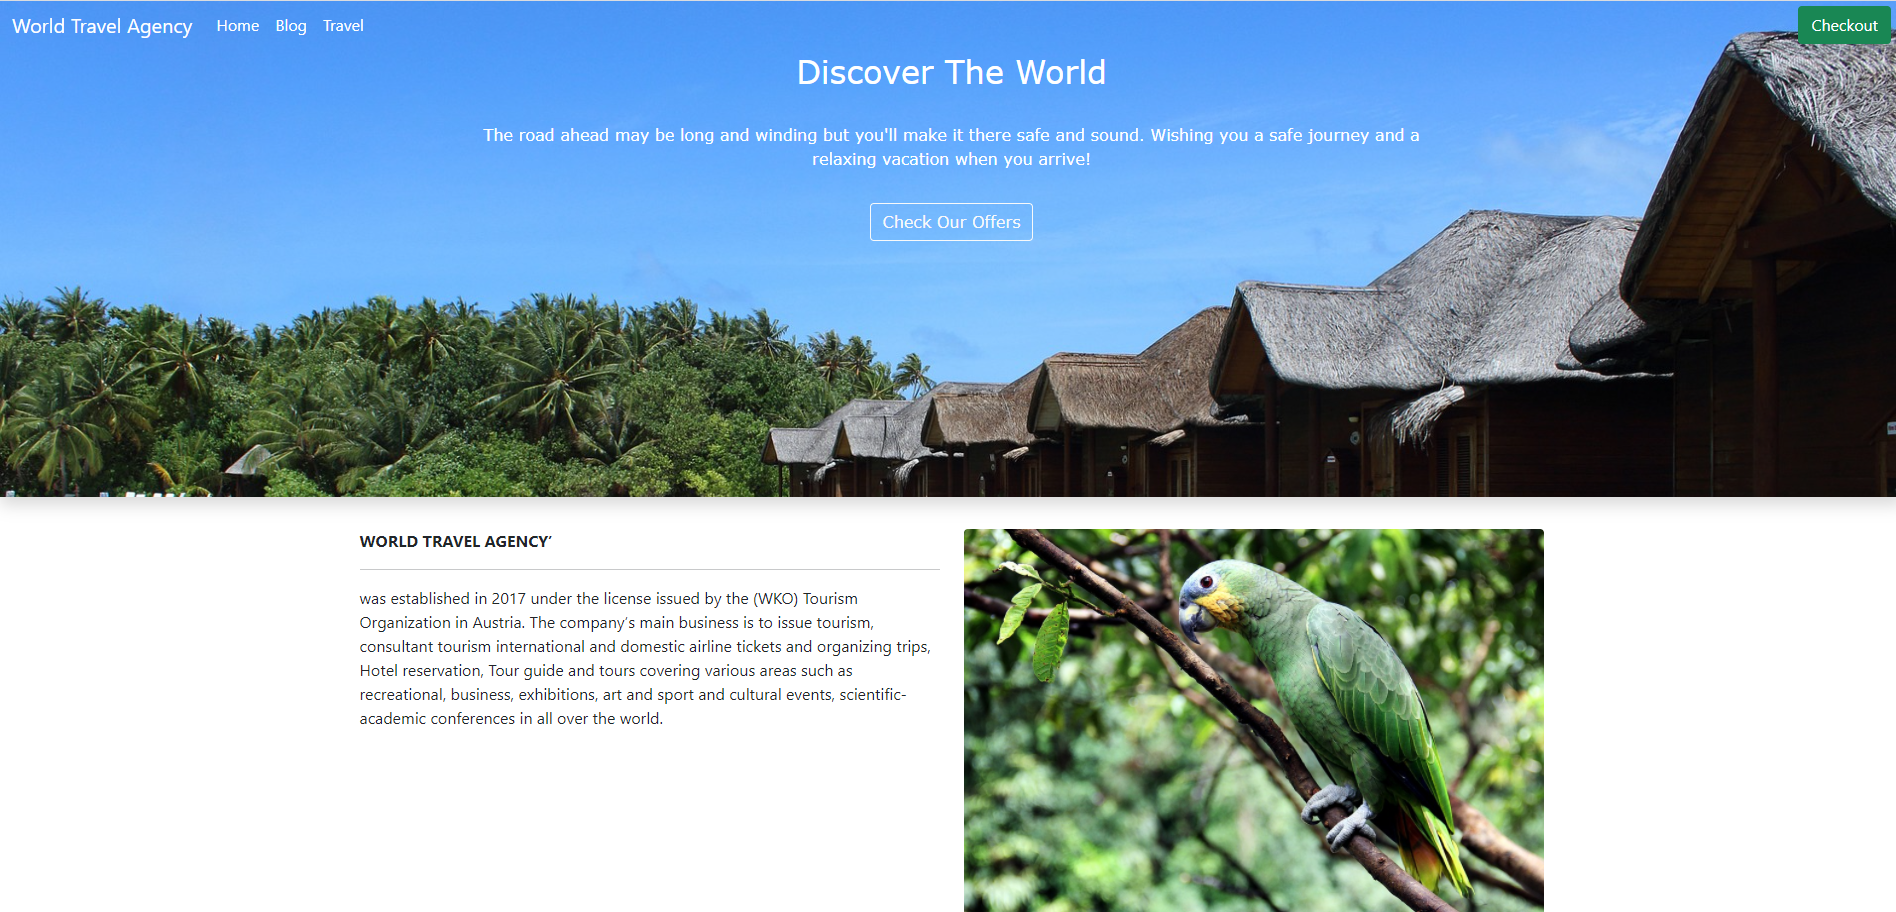 World Travel Agency Home Blog Travel Checkout
Discover The World
The road ahead may be long and winding but you'll make it there safe and sound. Wishing you a safe journey and a
relaxing vacation when you arrive!
Check Our Offers
WORLD TRAVEL AGENCY’
was established in 2017 under the license issued by the (WKO) Tourism
Organization in Austria. The company’s main business is to issue tourism,
consultant tourism international and domestic airline tickets and organizing trips,
Hotel reservation, Tour guide and tours covering various areas such as
recreational, business, exhibitions, art and sport and cultural events, scientific-
academic conferences in all over the world.